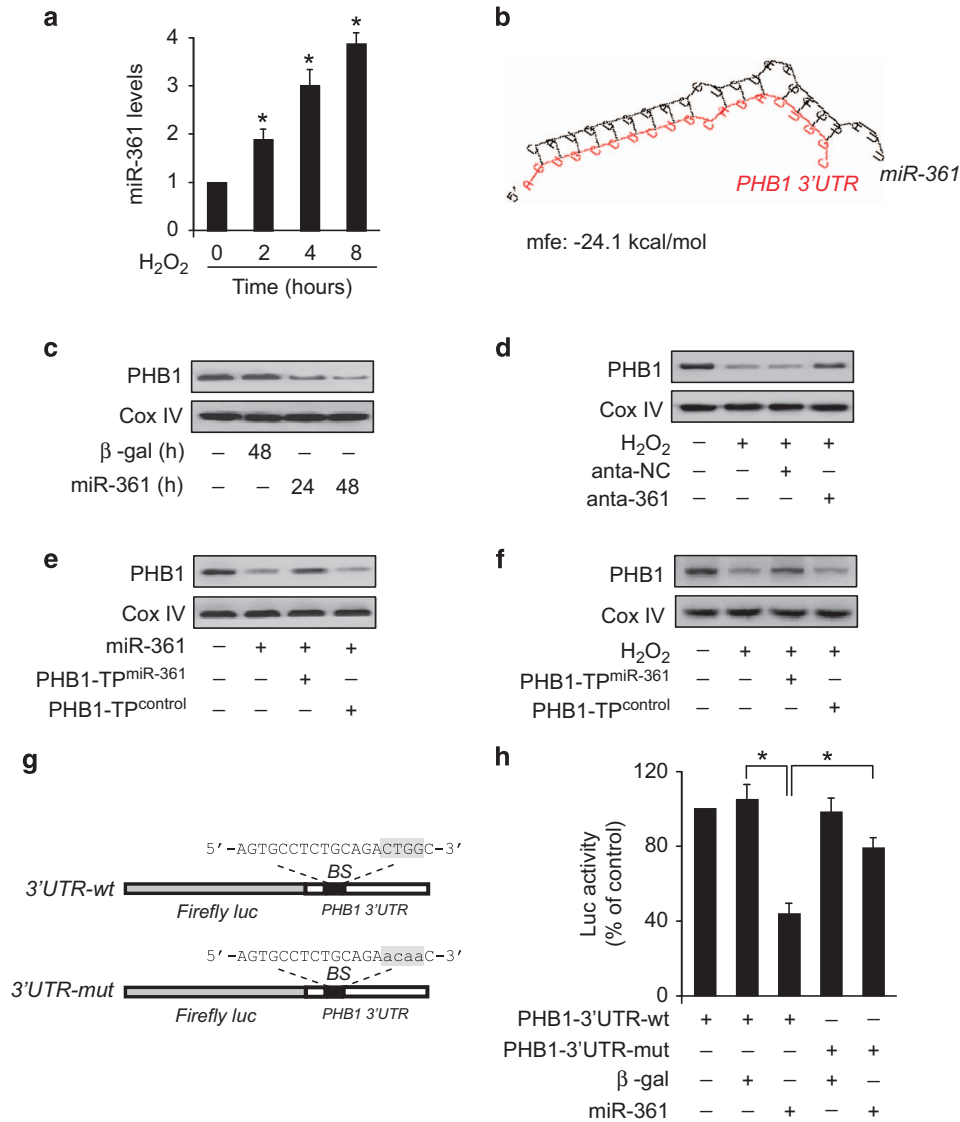 a
miR-361 levels
4
3
2
1
0
* * *
H2O2 0 2 4 8
Time (hours)
b
5'
PHB1 3'UTR
miR-361
mfe: -24.1 kcal/mol
c
PHB1
Cox IV
β -gal (h) – 48 – –
miR-361 (h) – – 24 48
d
PHB1
Cox IV
H2O2 – + + +
anta-NC – – + –
anta-361 – – – +
e
PHB1
Cox IV
miR-361 – + + +
PHB1-TPmiR-361 – – + –
PHB1-TPcontrol – – – +
f
PHB1
Cox IV
H2O2 – + + +
PHB1-TPmiR-361 – – + –
PHB1-TPcontrol – – – +
g
5'-AGTGCCTCTGCAGACTGGC-3'
BS
3'UTR-wt
Firefly luc PHB1 3'UTR
5'-AGTGCCTCTGCAGAacaaC-3'
BS
3'UTR-mut
Firefly luc PHB1 3'UTR
h
Luc activity
(% of control)
120
80
40
0
* *
PHB1-3'UTR-wt + + + – –
PHB1-3'UTR-mut – – – + +
β -gal – + – + –
miR-361 – – + – +